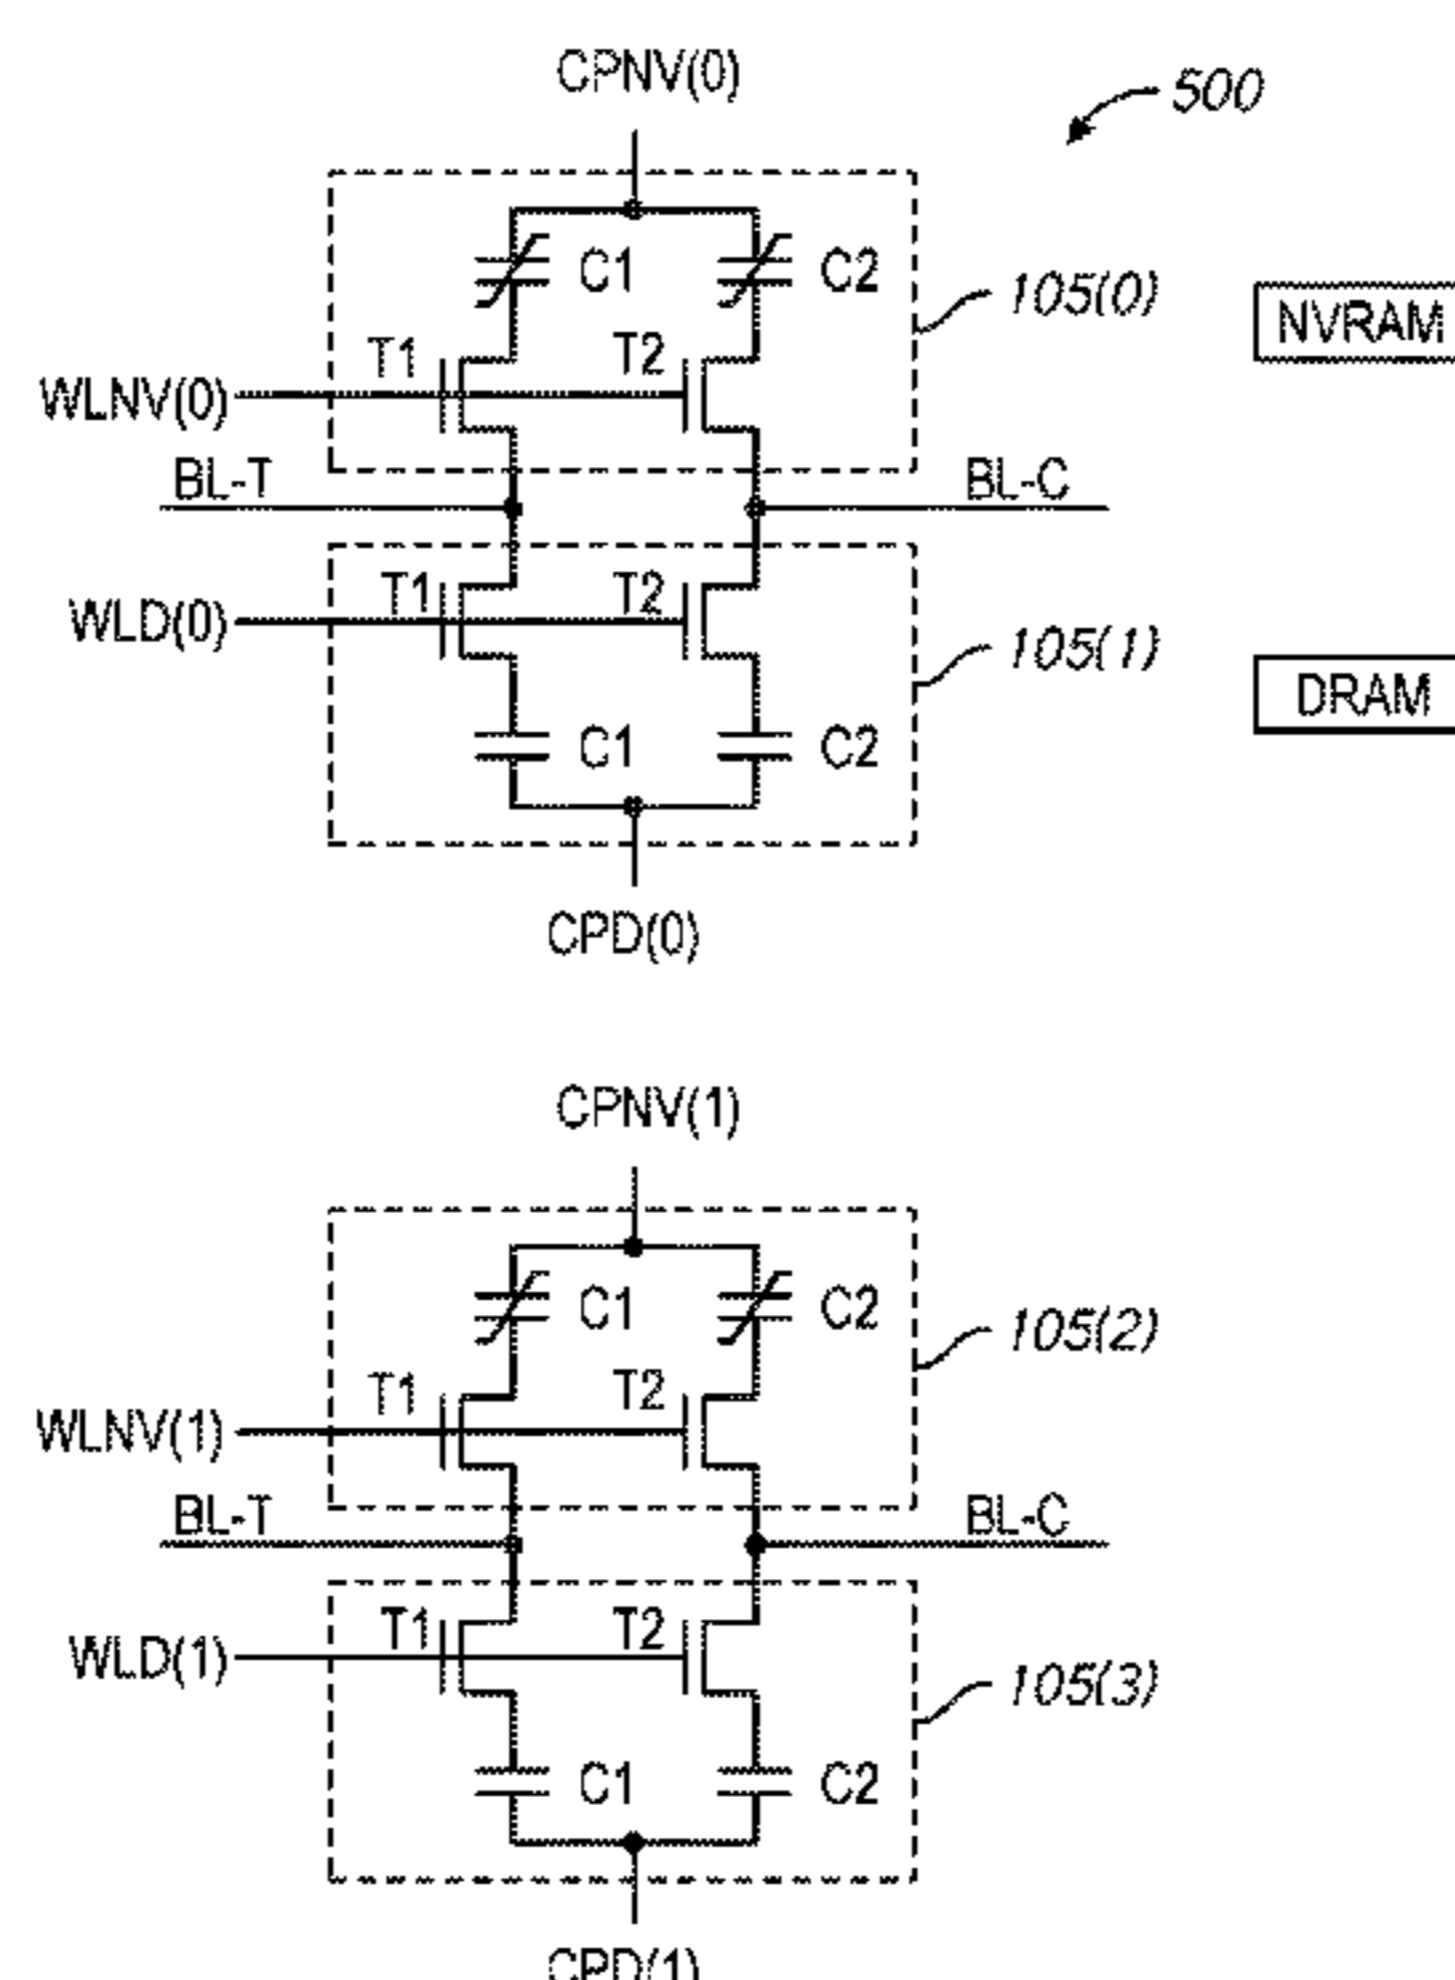 CPNV(0)
500
C1
C2
105(0)
NVRAM
T1
T2
WLNV(0)
BL-T
BL-C
T1
T2
WLD(0)
105(1)
DRAM
C1
C2
CPD(0)
CPNV(1)
C1
C2
105(2)
T1
T2
WLNV(1)
BL-T
BL-C
T1
T2
WLD(1)
105(3)
C1
C2
CPD(1)